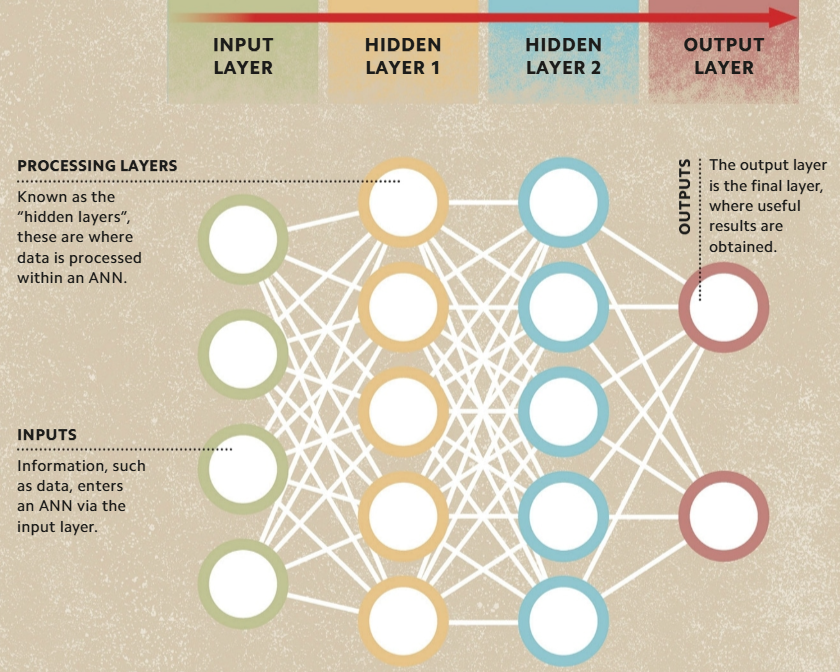 INPUT
LAYER
HIDDEN
LAYER 1
HIDDEN
LAYER 2
OUTPUT
LAYER
PROCESSING LAYERS
Known as the
“hidden layers”,
these are where
data is processed
within an ANN.
OUTPUTS
The output layer
is the final layer,
where useful
results are
obtained.
INPUTS
Information, such
as data, enters
an ANN via the
input layer.